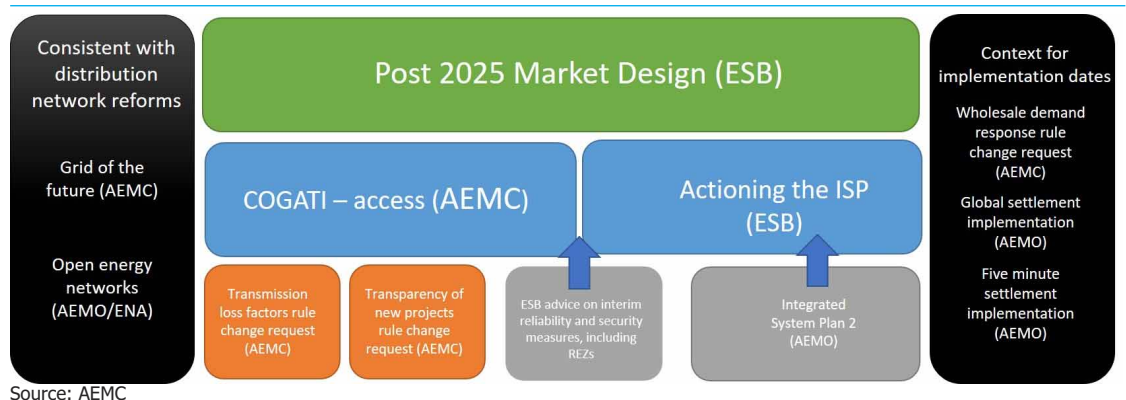 Consistent with
distribution
network reforms
Grid of the
future (AEMC)
Open energy
networks
(AEMO/ENA)
Post 2025 Market Design (ESB)
COGATI – access (AEMC)
Actioning the ISP
(ESB)
Transmission
loss factors rule
change request
(AEMC)
Transparency of
new projects
rule change
request (AEMC)
ESB advice on interim
reliability and security
measures, including
REZs
Integrated
System Plan 2
(AEMO)
Context for
implementation dates
Wholesale demand
response rule
change request
(AEMC)
Global settlement
implementation
(AEMO)
Five minute
settlement
implementation
(AEMO)
Source: AEMC